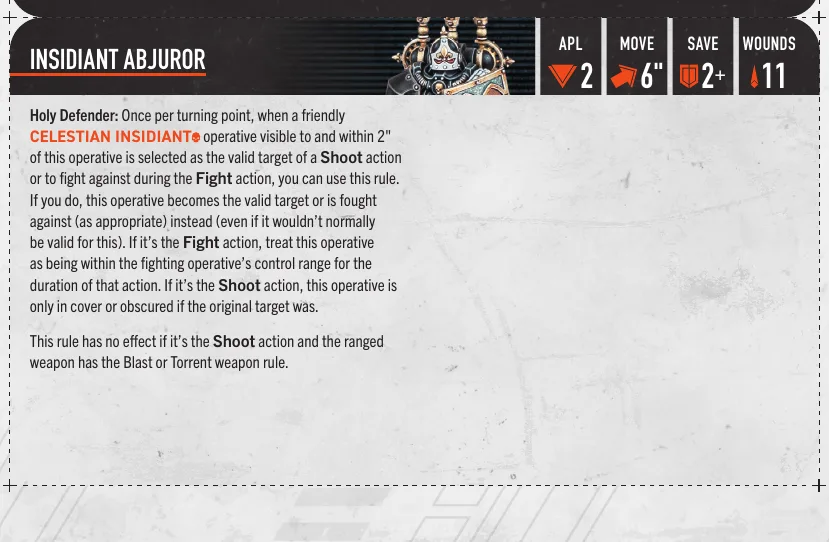 INSIDIANT ABJUROR
APL
2
MOVE
6"
SAVE
2+
WOUNDS
11
Holy Defender: Once per turning point, when a friendly
CELESTIAN INSIDIANT operative visible to and within 2"
of this operative is selected as the valid target of a Shoot action
or to fight against during the Fight action, you can use this rule.
If you do, this operative becomes the valid target or is fought
against (as appropriate) instead (even if it wouldn't normally
be valid for this). If it's the Fight action, treat this operative
as being within the fighting operative's control range for the
duration of that action. If it's the Shoot action, this operative is
only in cover or obscured if the original target was.
This rule has no effect if it's the Shoot action and the ranged
weapon has the Blast or Torrent weapon rule.